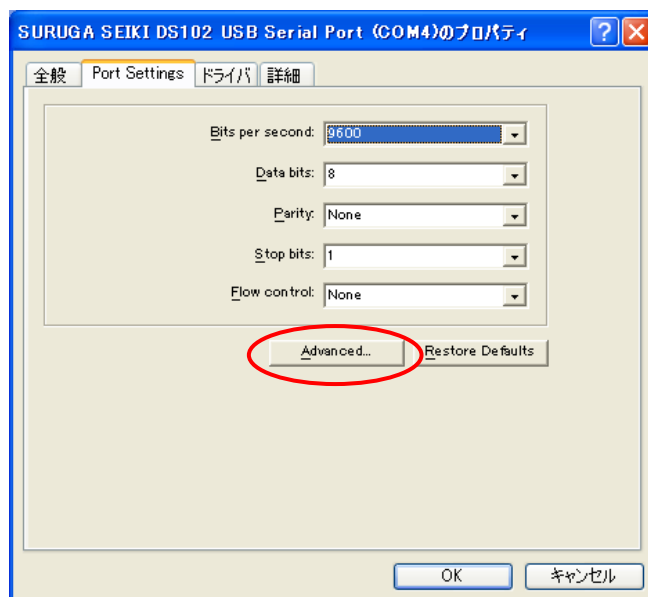 SURUGA SEIKI DS102 USB Serial Port (COM4)のプロパティ
全般 Port Settings ドライバ 詳細
Bits per second: 9600
Data bits: 8
Parity: None
Stop bits: 1
Flow control: None
Advanced... Restore Defaults
OK キャンセル